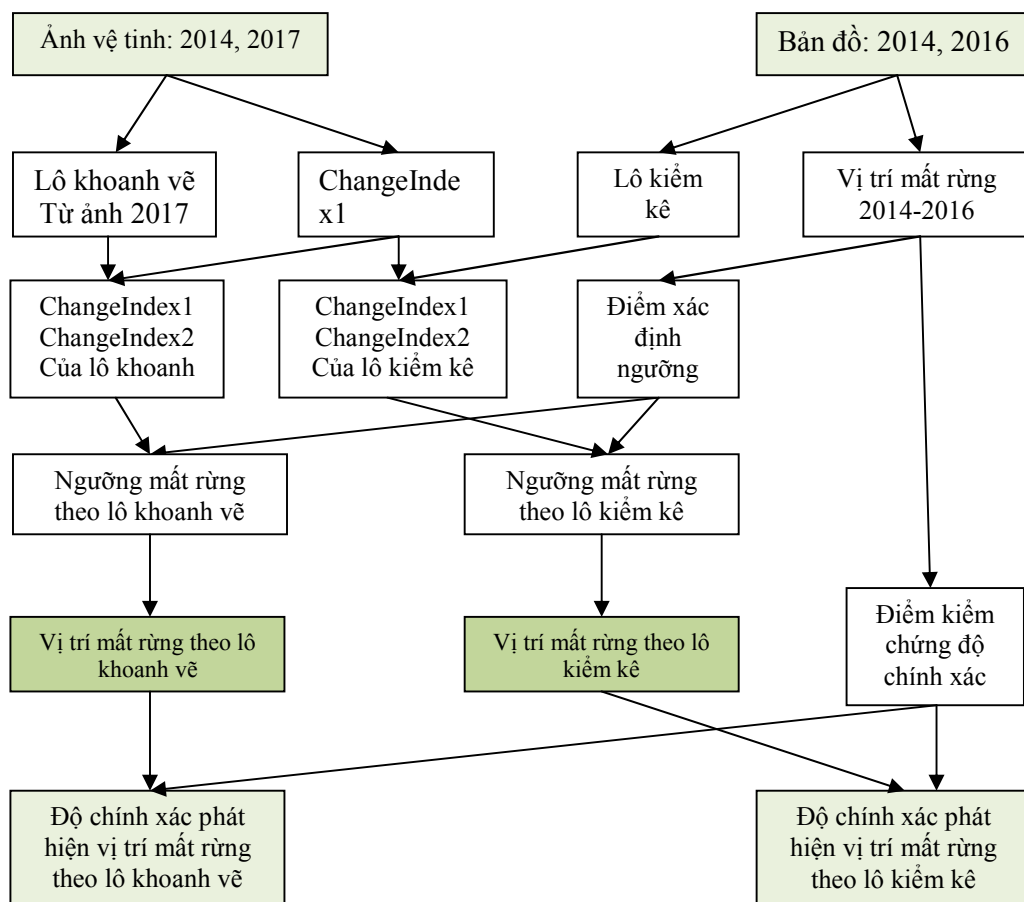 Ảnh vệ tinh: 2014, 2017
Bản đồ: 2014, 2016
Lô khoanh vẽ
Từ ảnh 2017
ChangeInde
x1
Lô kiểm
kê
Vị trí mất rừng
2014-2016
ChangeIndex1
ChangeIndex2
Của lô khoanh
ChangeIndex1
ChangeIndex2
Của lô kiểm kê
Điểm xác
định
ngưỡng
Ngưỡng mất rừng
theo lô khoanh vẽ
Ngưỡng mất rừng
theo lô kiểm kê
Vị trí mất rừng theo lô
khoanh vẽ
Vị trí mất rừng theo lô
kiểm kê
Điểm kiểm
chứng độ
chính xác
Độ chính xác phát
hiện vị trí mất rừng
theo lô khoanh vẽ
Độ chính xác phát
hiện vị trí mất rừng
theo lô kiểm kê